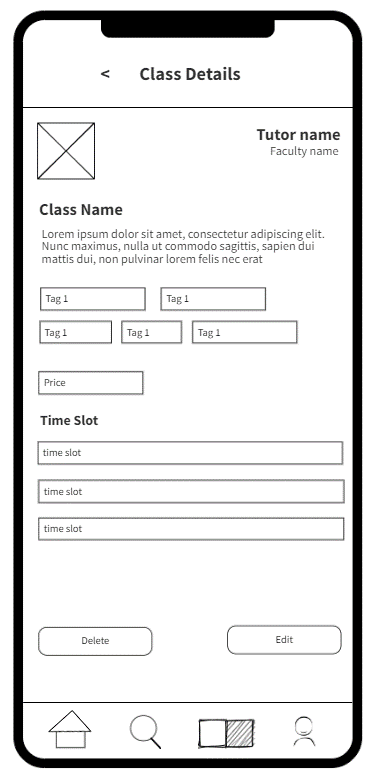 < Class Details
Tutor name
Faculty name
Class Name
Lorem ipsum dolor sit amet, consectetur adipiscing elit.
Nunc maximus, nulla ut commodo sagittis, sapien dui
mattis dui, non pulvinar lorem felis nec erat
Tag 1 Tag 1
Tag 1 Tag 1 Tag 1
Price
Time Slot
time slot
time slot
time slot
Delete Edit